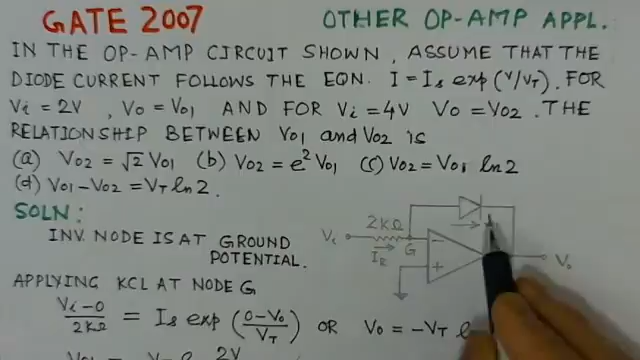 GATE 2007 OTHER OP-AMP APPL.
IN THE OP-AMP CIRCUIT SHOWN, ASSUME THAT THE
DIODE CURRENT FOLLOWS THE EQN. I = Is exp(V/VT). FOR
Vi = 2V, Vo = Vo1 AND FOR Vi = 4V Vo = Vo2. THE
RELATIONSHIP BETWEEN Vo1 and Vo2 is
(a) Vo2 = √2 Vo1 (b) Vo2 = e² Vo1 (c) Vo2 = Vo1 ln 2
(d) Vo1 - Vo2 = VT ln 2.
SOLN:
INV. NODE IS AT GROUND
POTENTIAL.
APPLYING KCL AT NODE G
Vi - 0 / 2KΩ = Is exp(0 - Vo / VT) OR Vo = -VT
2KΩ
Vi
IR
G
-
+
Vo